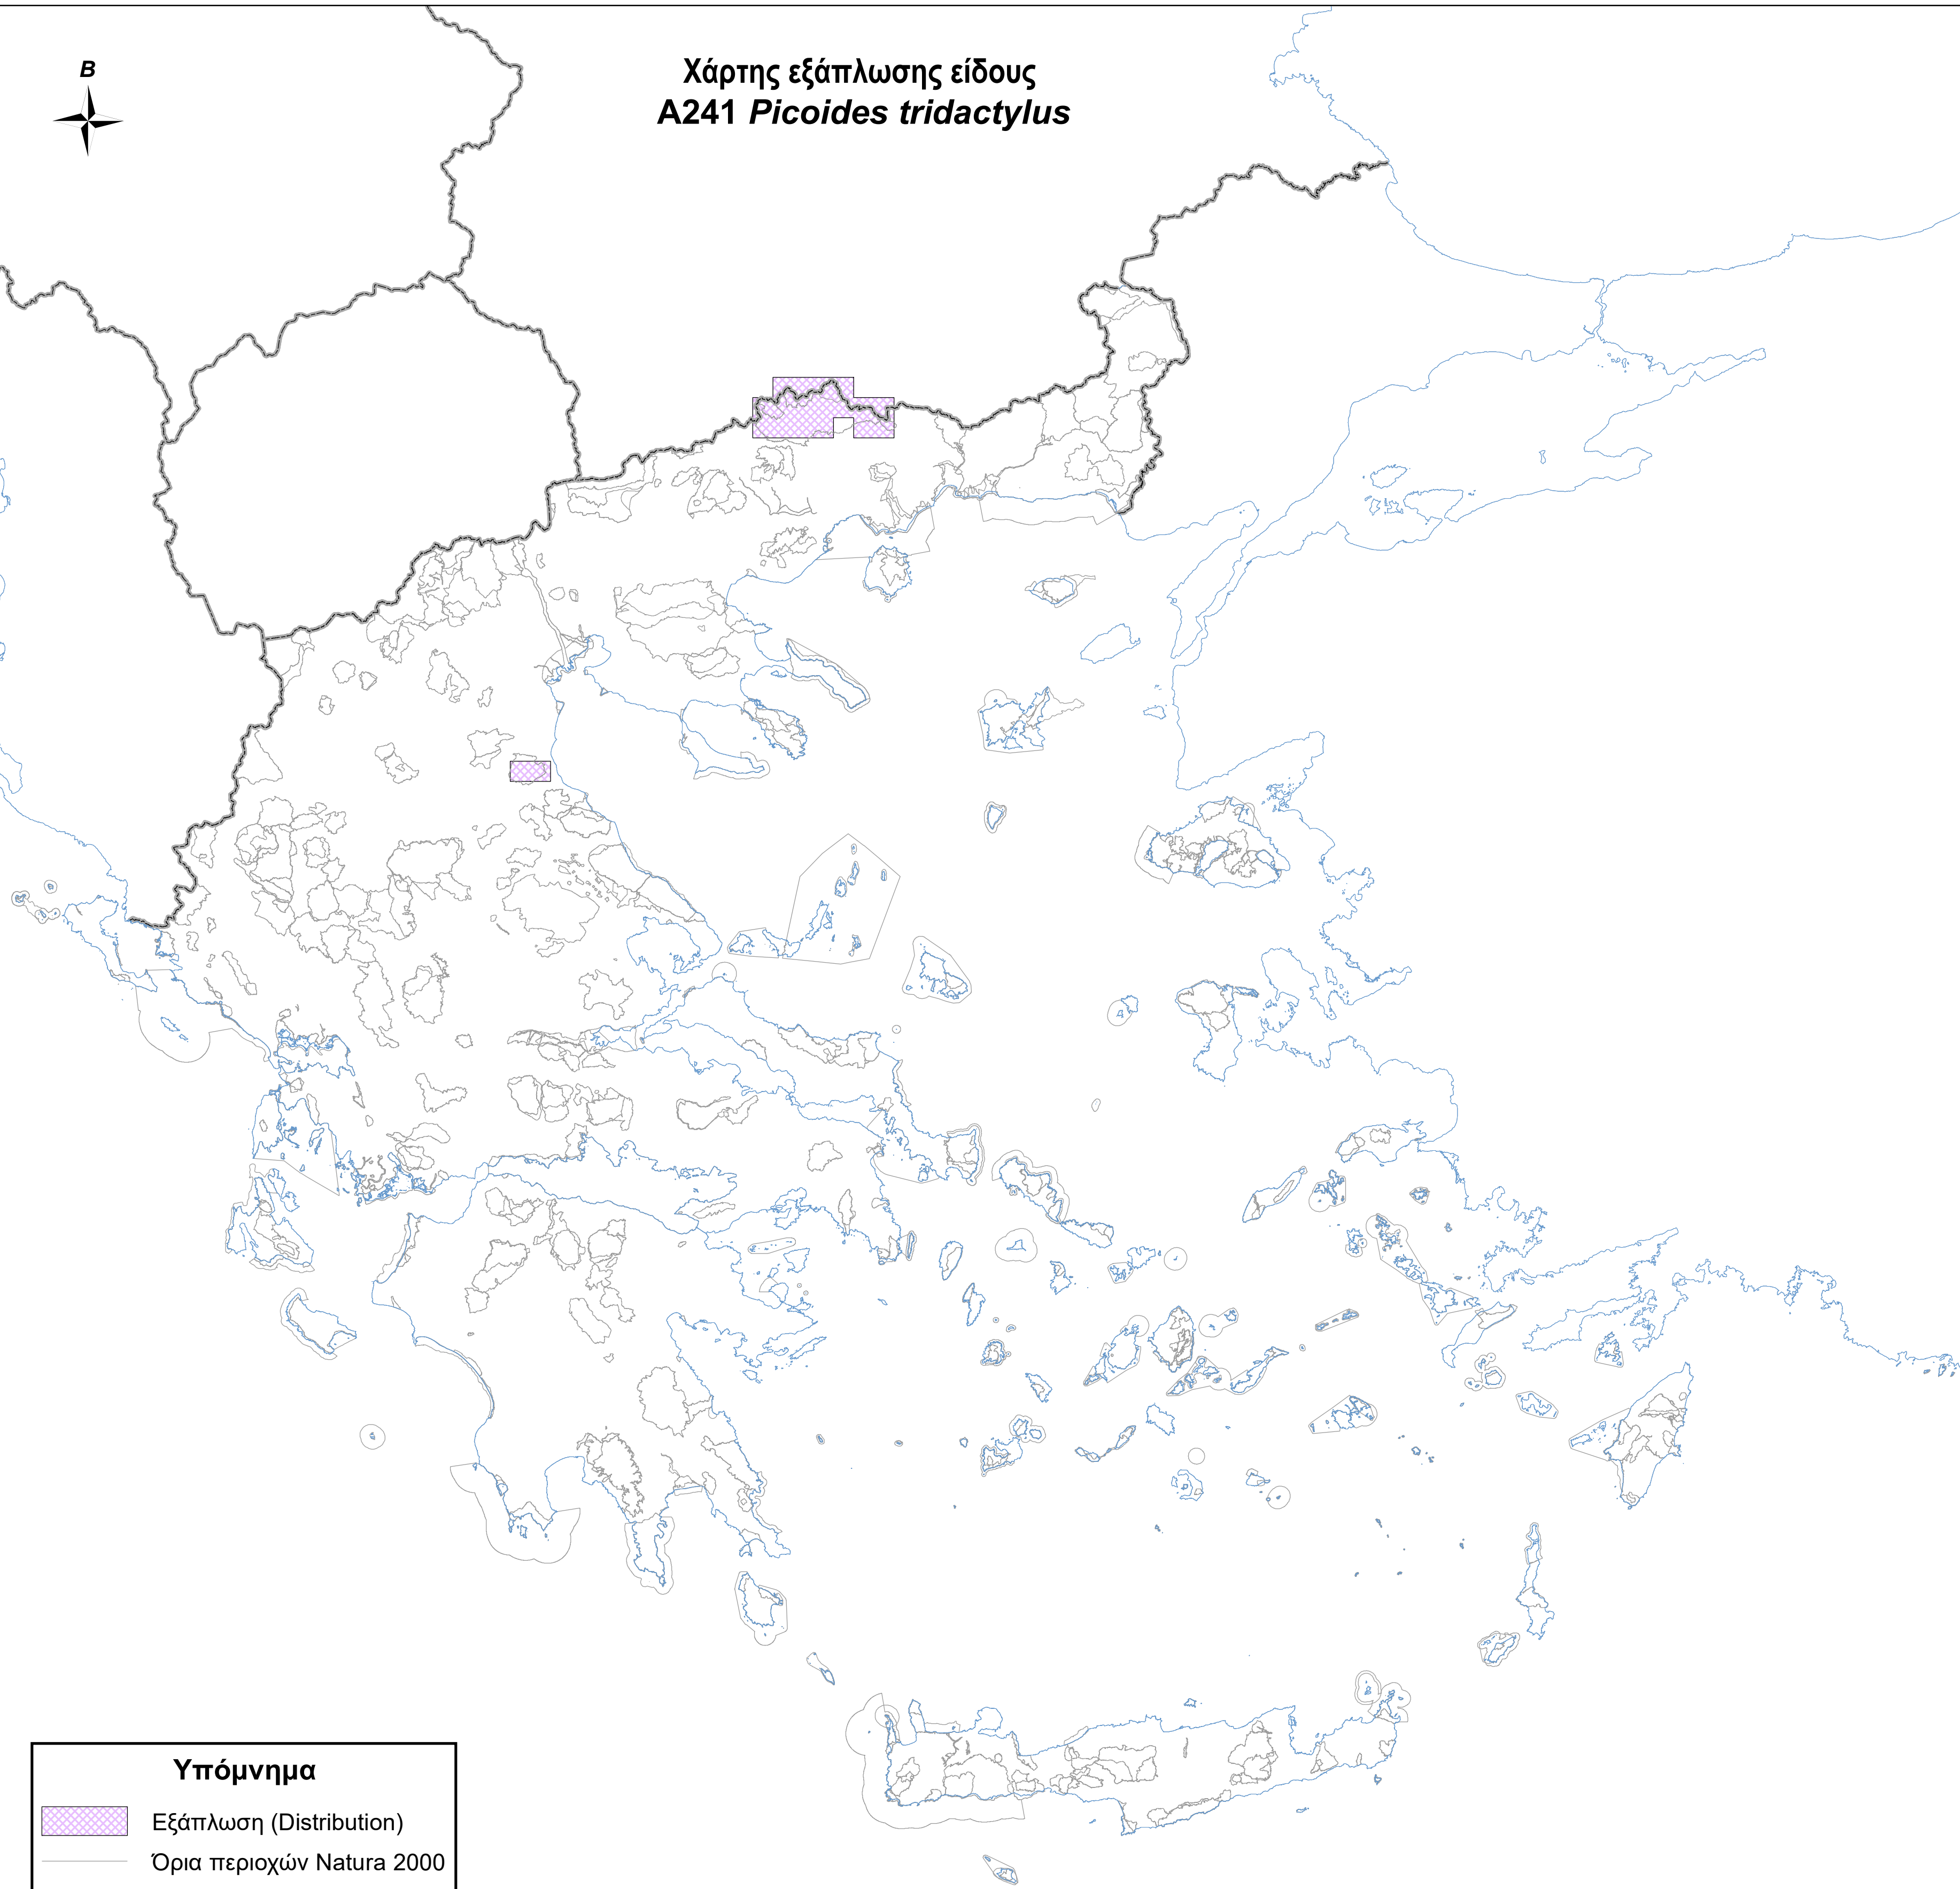 Β
Χάρτης εξάπλωσης είδους
A241 Picoides tridactylus
Υπόμνημα
Εξάπλωση (Distribution)
Όρια περιοχών Natura 2000